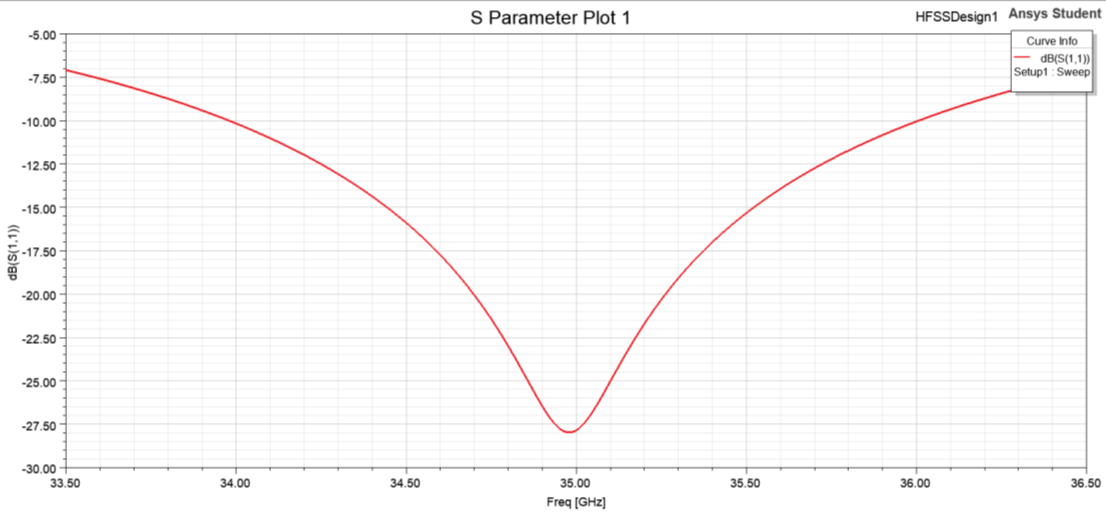 S Parameter Plot 1
HFSSDesign1
Ansys Student
Curve Info
dB(S(1,1))
Setup1 : Sweep
-5.00
-7.50
-10.00
-12.50
-15.00
-17.50
-20.00
-22.50
-25.00
-27.50
-30.00
dB(S(1,1))
33.50
34.00
34.50
35.00
35.50
36.00
36.50
Freq [GHz]